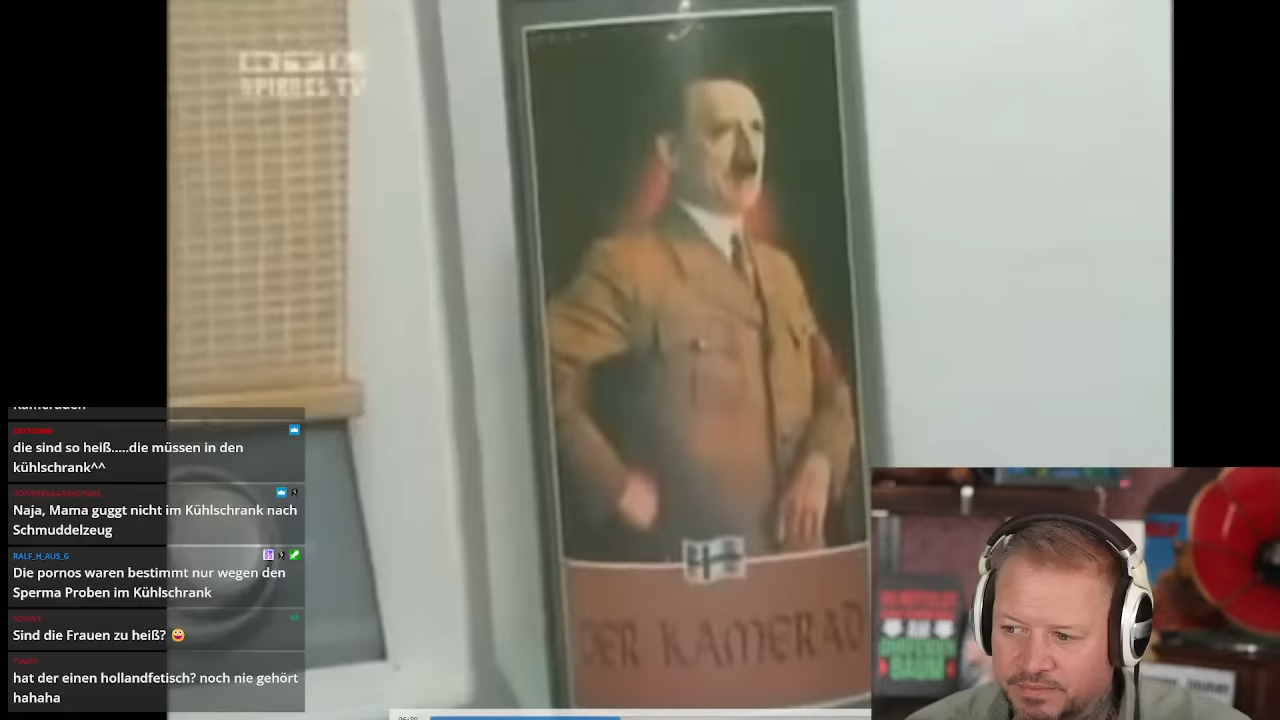 SPIEGEL TV
die sind so heiß.....die müssen in den
kühlschrank^^
VONDERSAARMICHAEL
Naja, Mama guggt nicht im Kühlschrank nach
Schmuddelzeug
RALF_H_AUS_G
Die pornos waren bestimmt nur wegen den
Sperma Proben im Kühlschrank
Sind die Frauen zu heiß?
hat der einen hollandfetisch? noch nie gehört
hahaha
DER KAMERAD